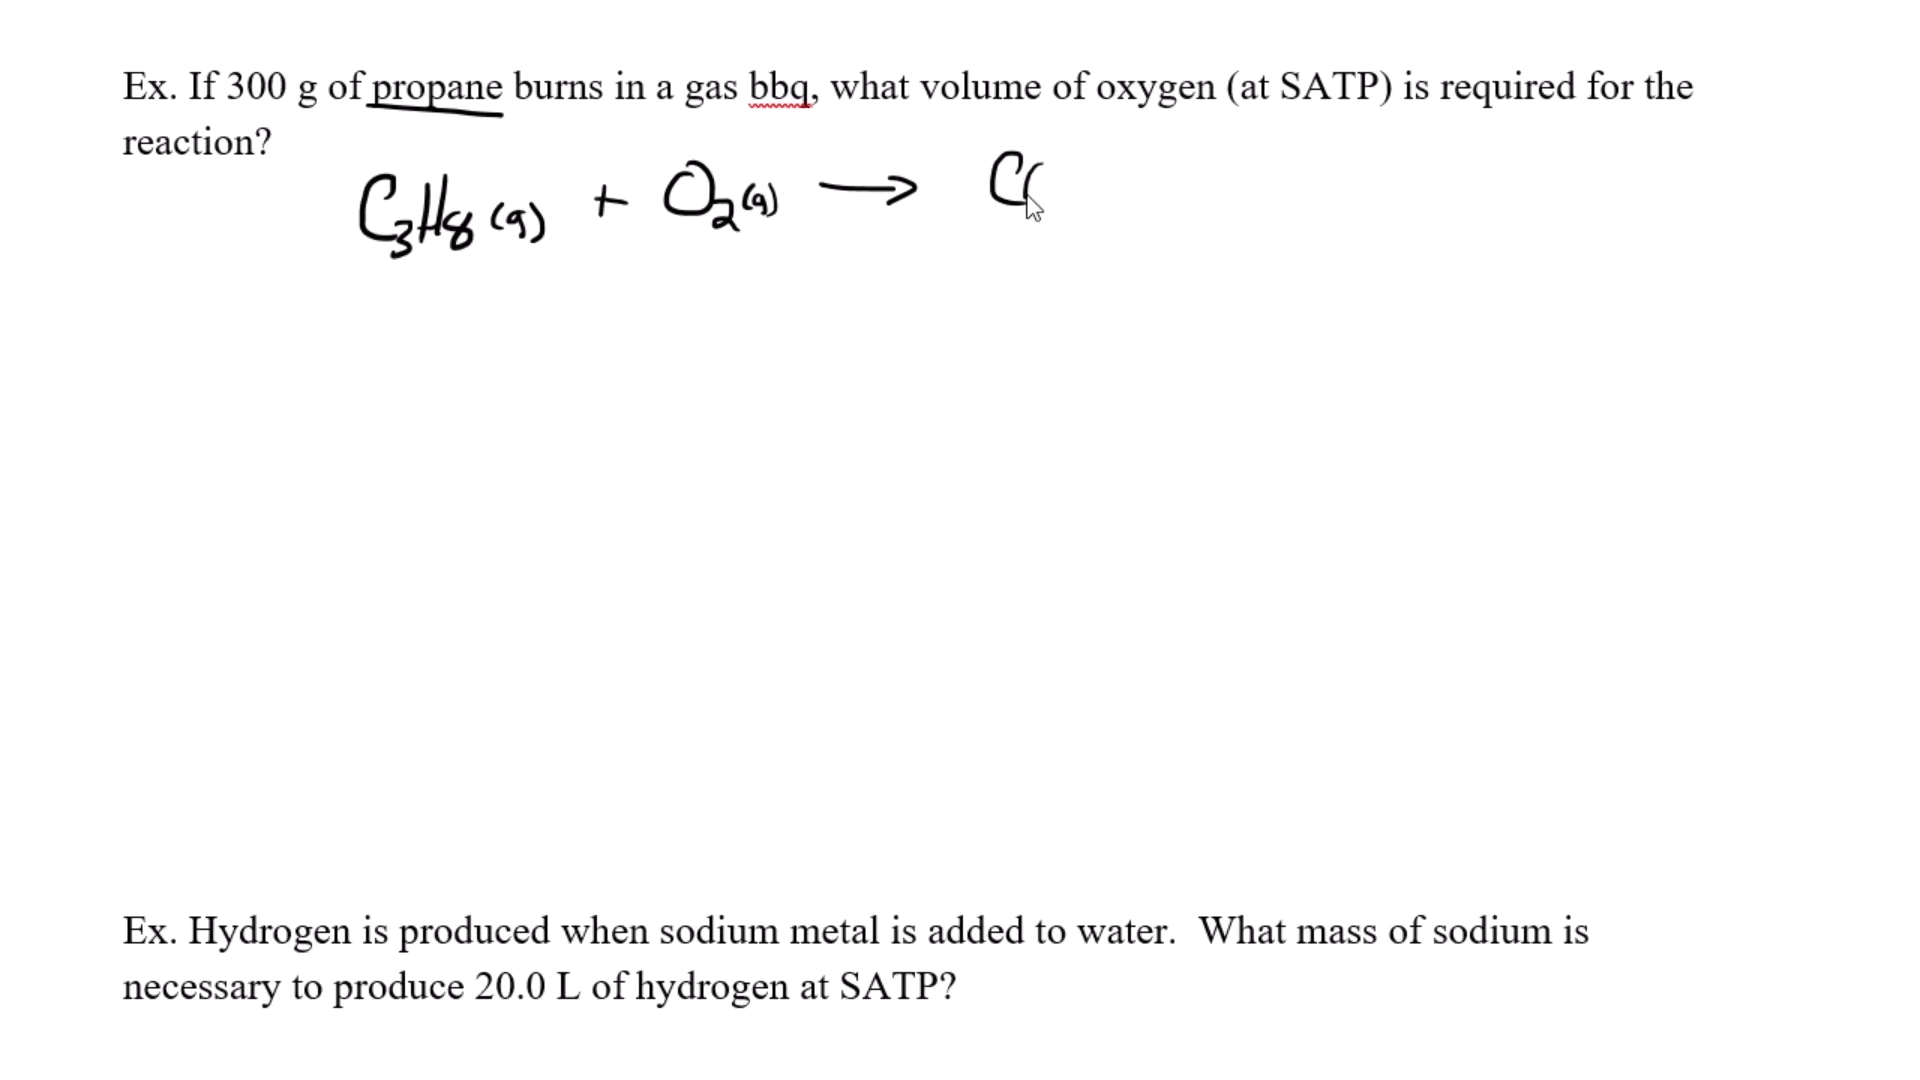 Ex. If 300 g of propane burns in a gas bbq, what volume of oxygen (at SATP) is required for the
reaction?
C₃H₈ (g) + O₂ (g) → C
Ex. Hydrogen is produced when sodium metal is added to water.  What mass of sodium is
necessary to produce 20.0 L of hydrogen at SATP?